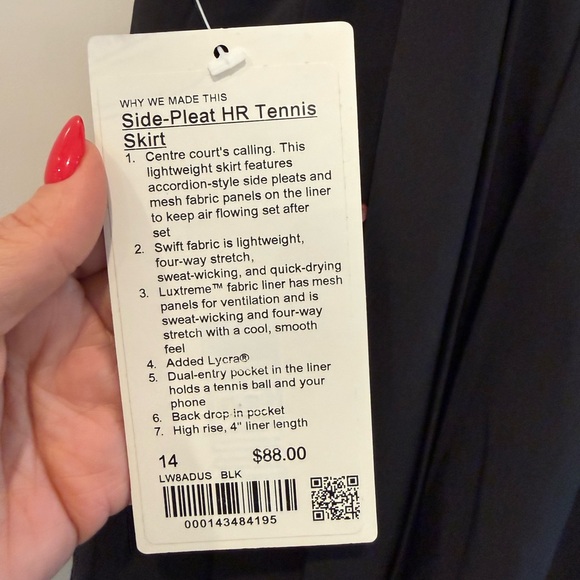 WHY WE MADE THIS
Side-Pleat HR Tennis
Skirt
1. Centre court's calling. This
lightweight skirt features
accordion-style side pleats and
mesh fabric panels on the liner
to keep air flowing set after
set
2. Swift fabric is lightweight,
four-way stretch,
sweat-wicking, and quick-drying
3. Luxtreme™ fabric liner has mesh
panels for ventilation and is
sweat-wicking and four-way
stretch with a cool, smooth
feel
4. Added Lycra®
5. Dual-entry pocket in the liner
holds a tennis ball and your
phone
6. Back drop-in pocket
7. High rise, 4" liner length
14 $88.00
LW8ADUS BLK
000143484195